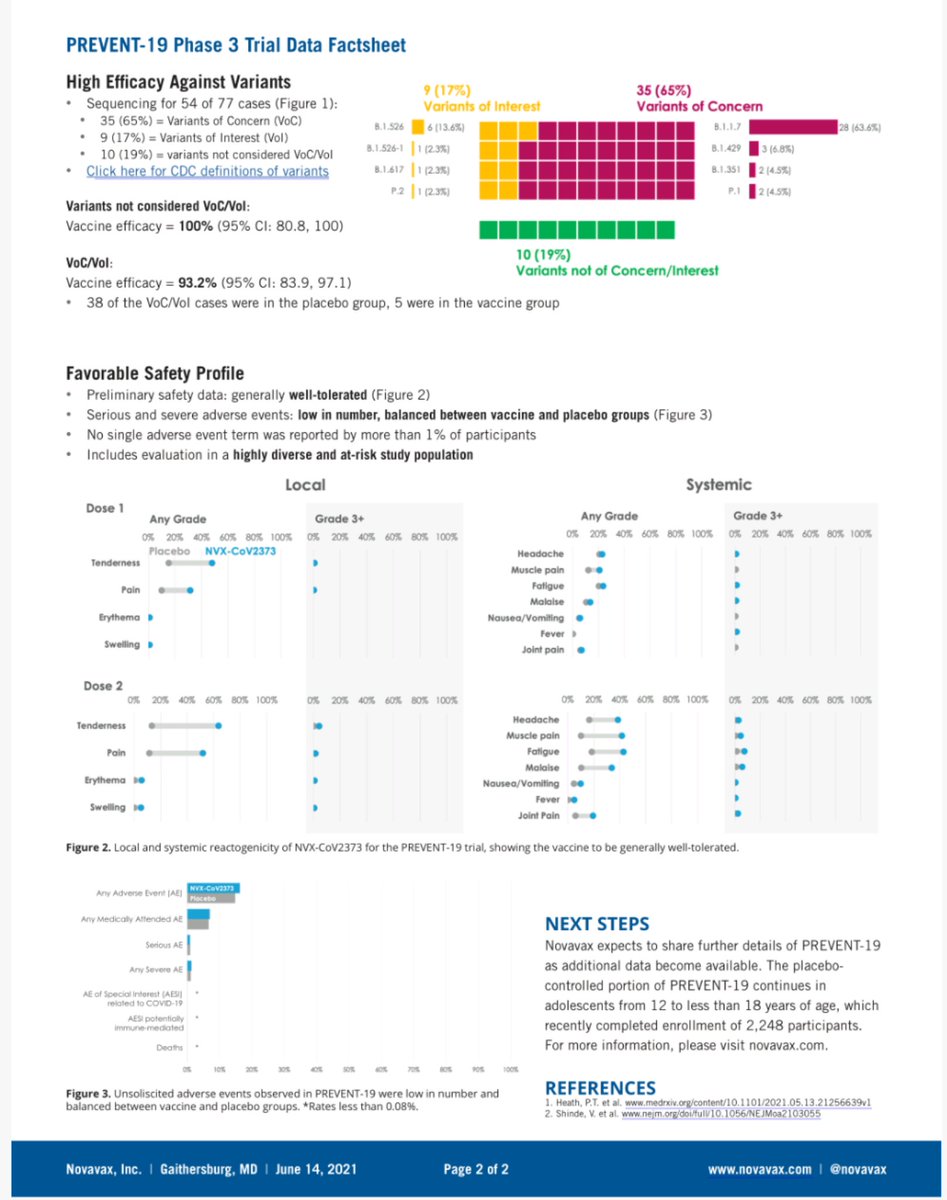 PREVENT-19 Phase 3 Trial Data Factsheet
High Efficacy Against Variants
• Sequencing for 54 of 77 cases (Figure 1):
• 35 (65%) = Variants of Concern (VoC)
• 9 (17%) = Variants of Interest (VoI)
• 10 (19%) = variants not considered VoC/VoI
• Click here for CDC definitions of variants
Variants not considered VoC/VoI:
Vaccine efficacy = 100% (95% CI: 80.8, 100)
VoC/VoI:
Vaccine efficacy = 93.2% (95% CI: 83.9, 97.1)
• 38 of the VoC/VoI cases were in the placebo group, 5 were in the vaccine group
9 (17%)
Variants of Interest
B.1.526 6 (13.6%)
B.1.526-1 1 (2.3%)
B.1.617 1 (2.3%)
P.2 1 (2.3%)
35 (65%)
Variants of Concern
B.1.1.7 28 (63.6%)
B.1.429 3 (6.8%)
B.1.351 2 (4.5%)
P.1 2 (4.5%)
10 (19%)
Variants not of Concern/Interest
Favorable Safety Profile
• Preliminary safety data: generally well-tolerated (Figure 2)
• Serious and severe adverse events: low in number, balanced between vaccine and placebo groups (Figure 3)
• No single adverse event term was reported by more than 1% of participants
• Includes evaluation in a highly diverse and at-risk study population
Local
Dose 1
Any Grade
0% 20% 40% 60% 80% 100%
Placebo NVX-CoV2373
Tenderness
Pain
Erythema
Swelling
Grade 3+
0% 20% 40% 60% 80% 100%
Systemic
Any Grade
0% 20% 40% 60% 80% 100%
Headache
Muscle pain
Fatigue
Malaise
Nausea/Vomiting
Fever
Joint pain
Grade 3+
0% 20% 40% 60% 80% 100%
Dose 2
0% 20% 40% 60% 80% 100%
Tenderness
Pain
Erythema
Swelling
0% 20% 40% 60% 80% 100%
0% 20% 40% 60% 80% 100%
Headache
Muscle pain
Fatigue
Malaise
Nausea/Vomiting
Fever
Joint Pain
0% 20% 40% 60% 80% 100%
Figure 2. Local and systemic reactogenicity of NVX-CoV2373 for the PREVENT-19 trial, showing the vaccine to be generally well-tolerated.
Any Adverse Event (AE)
NVX-CoV2373
Placebo
Any Medically Attended AE
Serious AE
Any Severe AE
AE of Special Interest (AESI)
related to COVID-19
*
AESI potentially
immune-mediated
*
Deaths
*
0% 10% 20% 30% 40% 50% 60% 70% 80% 90% 100%
Figure 3. Unsoliscited adverse events observed in PREVENT-19 were low in number and
balanced between vaccine and placebo groups. *Rates less than 0.08%.
NEXT STEPS
Novavax expects to share further details of PREVENT-19
as additional data become available. The placebo-
controlled portion of PREVENT-19 continues in
adolescents from 12 to less than 18 years of age, which
recently completed enrollment of 2,248 participants.
For more information, please visit novavax.com.
REFERENCES
1. Heath, P.T. et al. www.medrxiv.org/content/10.1101/2021.05.13.21256639v1
2. Shinde, V. et al. www.nejm.org/doi/full/10.1056/NEJMoa2103055
Novavax, Inc. | Gaithersburg, MD | June 14, 2021
Page 2 of 2
www.novavax.com | @novavax